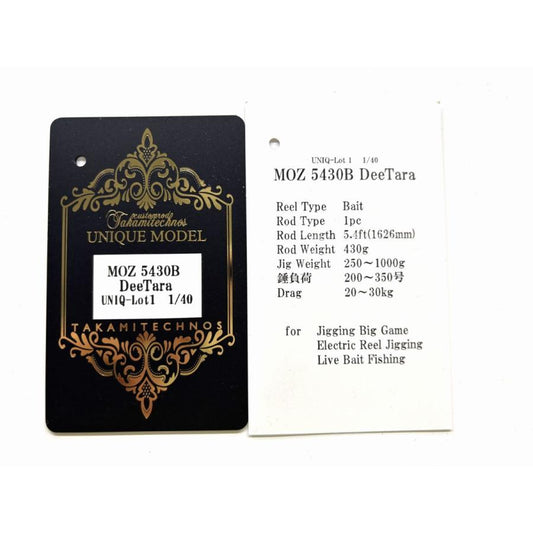 customrods
Takamitechnos
UNIQUE MODEL
MOZ 5430B
DeeTara
UNIQ-Lot1 1/40
TAKAMITECHNOS
UNIQ-Lot 1 1/40
MOZ 5430B DeeTara
Reel Type Bait
Rod Type 1pc
Rod Length 5.4ft(1626mm)
Rod Weight 430g
Jig Weight 250～1000g
錘負荷 200～350号
Drag 20～30kg
for Jigging Big Game
Electric Reel Jigging
Live Bait Fishing